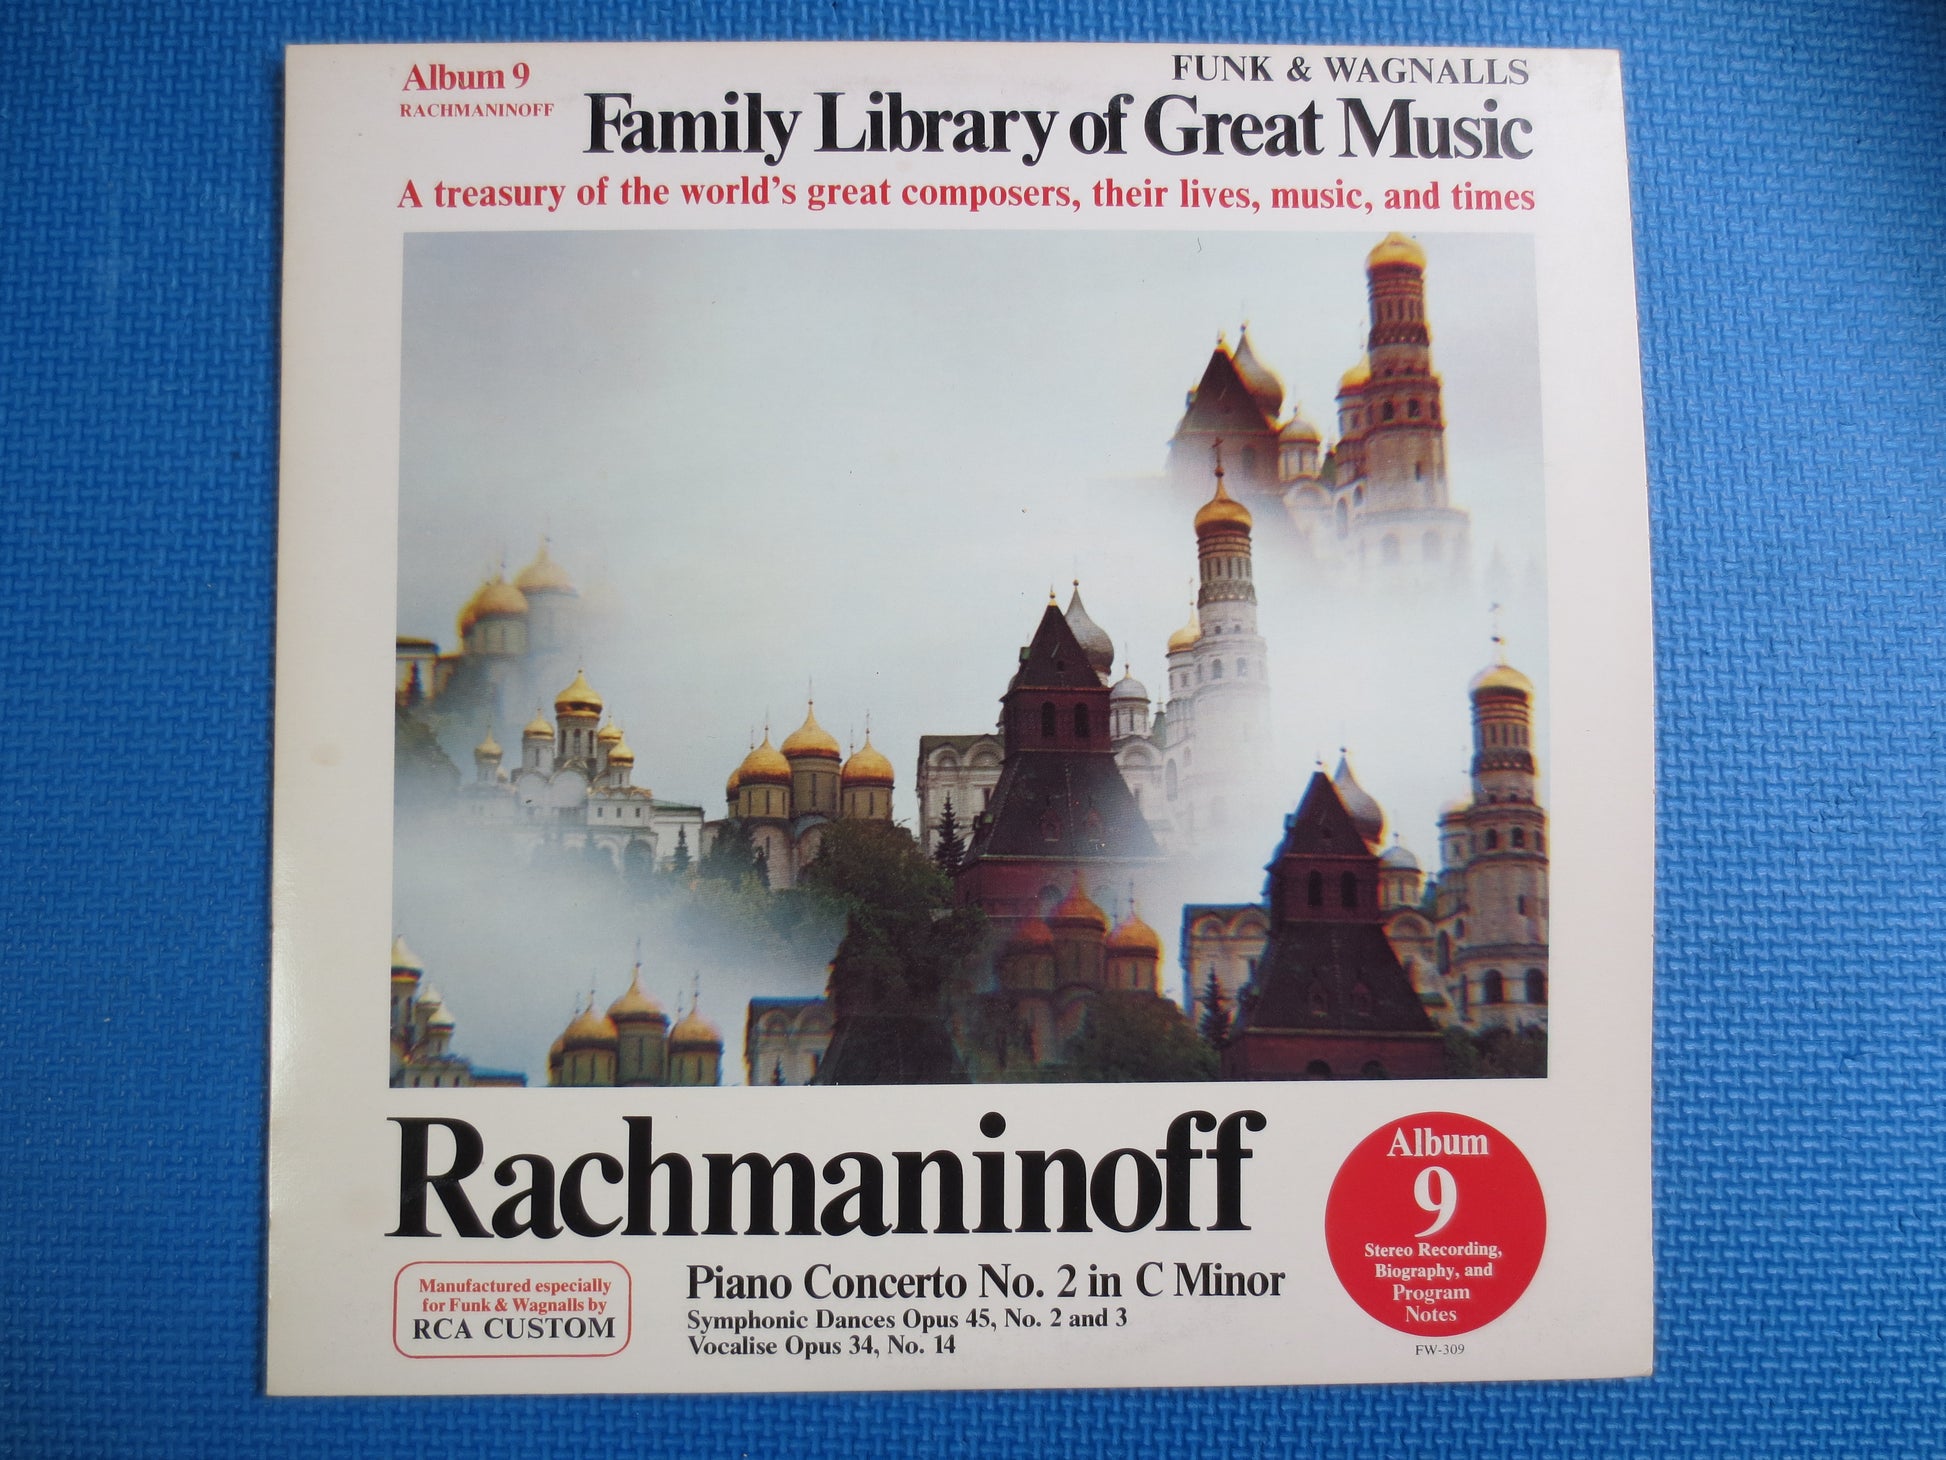 Album 9
RACHMANINOFF
FUNK & WAGNALLS
Family Library of Great Music
A treasury of the world's great composers, their lives, music, and times
Rachmaninoff
Manufactured especially
for Funk & Wagnalls by
RCA CUSTOM
Piano Concerto No. 2 in C Minor
Symphonic Dances Opus 45, No. 2 and 3
Vocalise Opus 34, No. 14
Album
9
Stereo Recording,
Biography, and
Program
Notes
FW-309